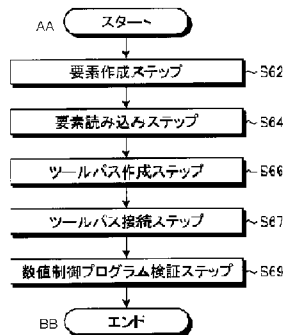 AA スタート
要素作成ステップ ～S62
要素読み込みステップ ～S64
ツールパス作成ステップ ～S66
ツールパス接続ステップ ～S67
数値制御プログラム検証ステップ ～S69
BB エンド